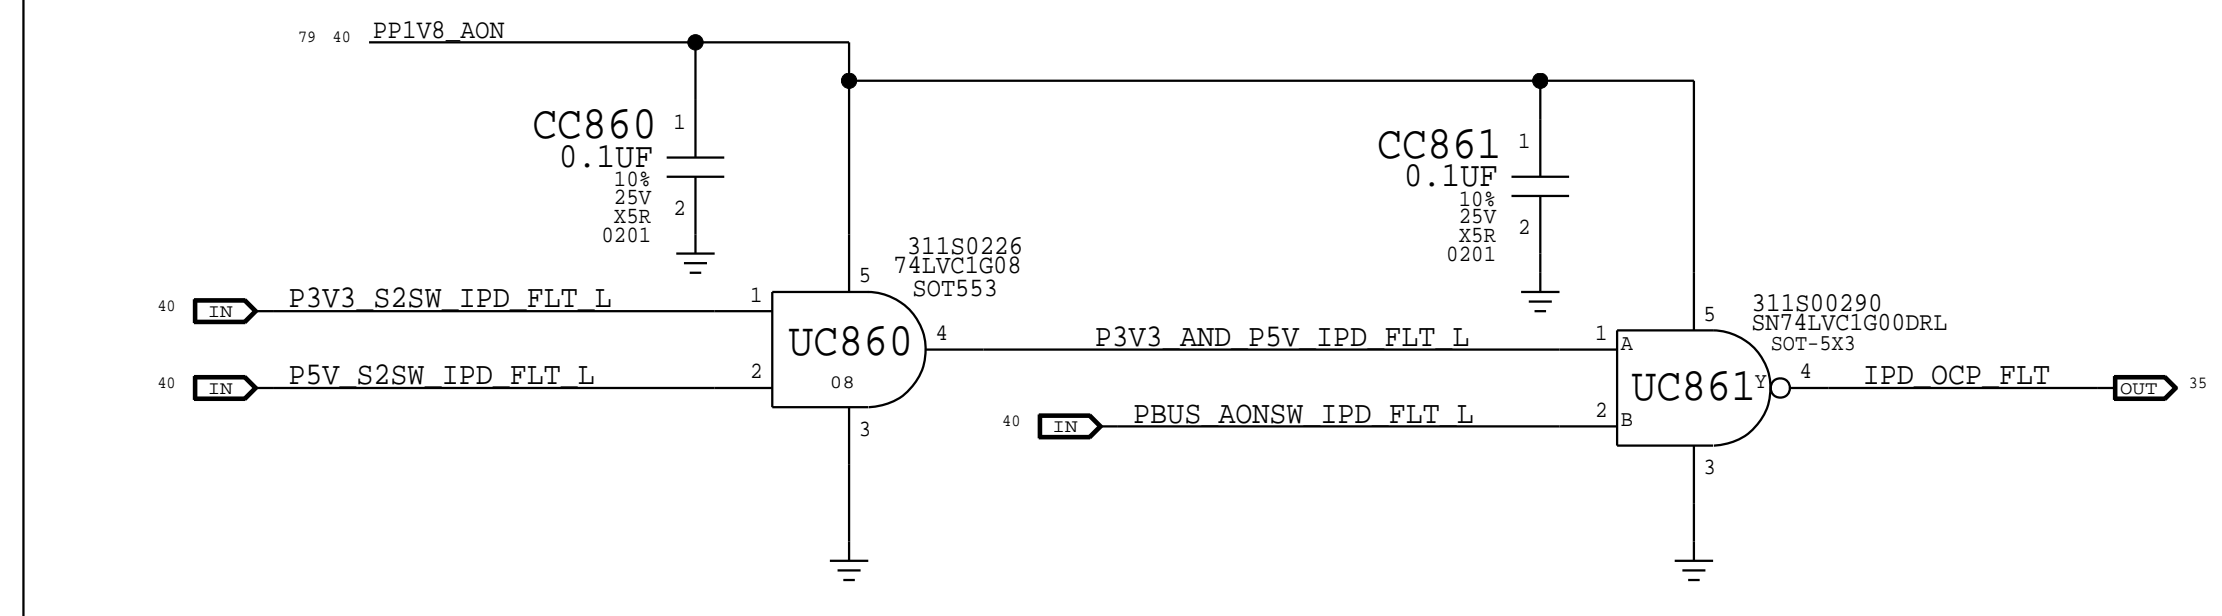 79 40 PP1V8_AON
CC860 1
0.1UF
10%
25V
X5R
0201
2
CC861 1
0.1UF
10%
25V
X5R
0201
2
40 IN P3V3_S2SW_IPD_FLT_L 1
40 IN P5V_S2SW_IPD_FLT_L 2
5
311S0226
74LVC1G08
SOT553
UC860
08
4
3
P3V3_AND_P5V_IPD_FLT_L 1 A
40 IN PBUS_AONSW_IPD_FLT_L 2 B
5
311S00290
SN74LVC1G00DRL
SOT-5X3
UC861 Y
4
3
IPD_OCP_FLT OUT 35